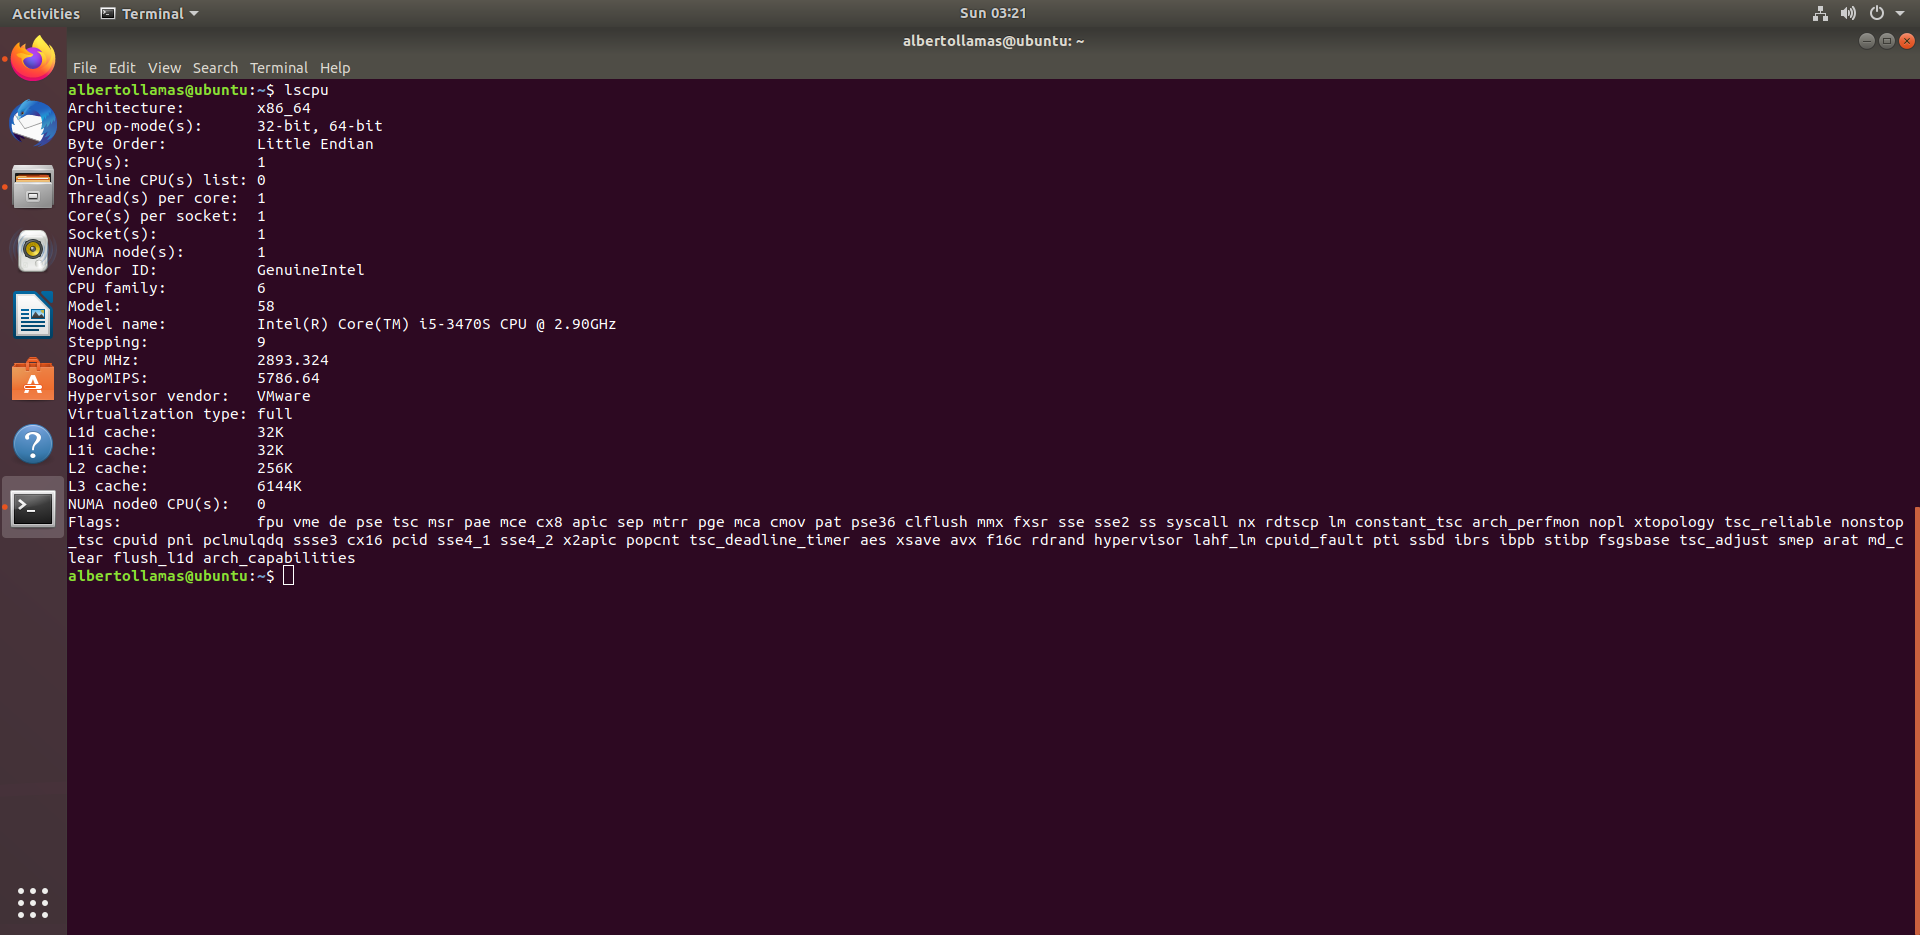 Activities Terminal Sun 03:21
albertollamas@ubuntu: ~
File Edit View Search Terminal Help
albertollamas@ubuntu:~$ lscpu
Architecture:        x86_64
CPU op-mode(s):      32-bit, 64-bit
Byte Order:          Little Endian
CPU(s):              1
On-line CPU(s) list: 0
Thread(s) per core:  1
Core(s) per socket:  1
Socket(s):           1
NUMA node(s):        1
Vendor ID:           GenuineIntel
CPU family:          6
Model:               58
Model name:          Intel(R) Core(TM) i5-3470S CPU @ 2.90GHz
Stepping:            9
CPU MHz:             2893.324
BogoMIPS:            5786.64
Hypervisor vendor:   VMware
Virtualization type: full
L1d cache:           32K
L1i cache:           32K
L2 cache:            256K
L3 cache:            6144K
NUMA node0 CPU(s):   0
Flags:               fpu vme de pse tsc msr pae mce cx8 apic sep mtrr pge mca cmov pat pse36 clflush mmx fxsr sse sse2 ss syscall nx rdtscp lm constant_tsc arch_perfmon nopl xtopology tsc_reliable nonstop
_tsc cpuid pni pclmulqdq ssse3 cx16 pcid sse4_1 sse4_2 x2apic popcnt tsc_deadline_timer aes xsave avx f16c rdrand hypervisor lahf_lm cpuid_fault pti ssbd ibrs ibpb stibp fsgsbase tsc_adjust smep arat md_c
lear flush_l1d arch_capabilities
albertollamas@ubuntu:~$